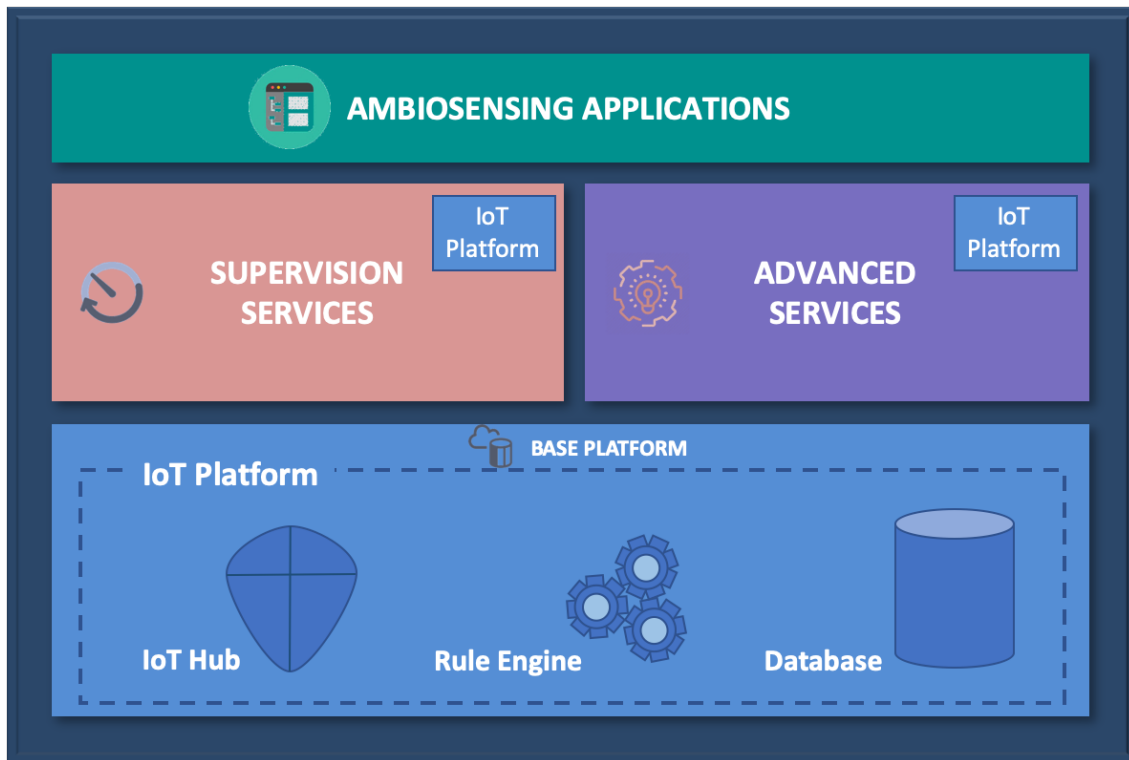 AMBIOSENSING APPLICATIONS
IoT
Platform
SUPERVISION
SERVICES
IoT
Platform
ADVANCED
SERVICES
BASE PLATFORM
IoT Platform
IoT Hub
Rule Engine
Database